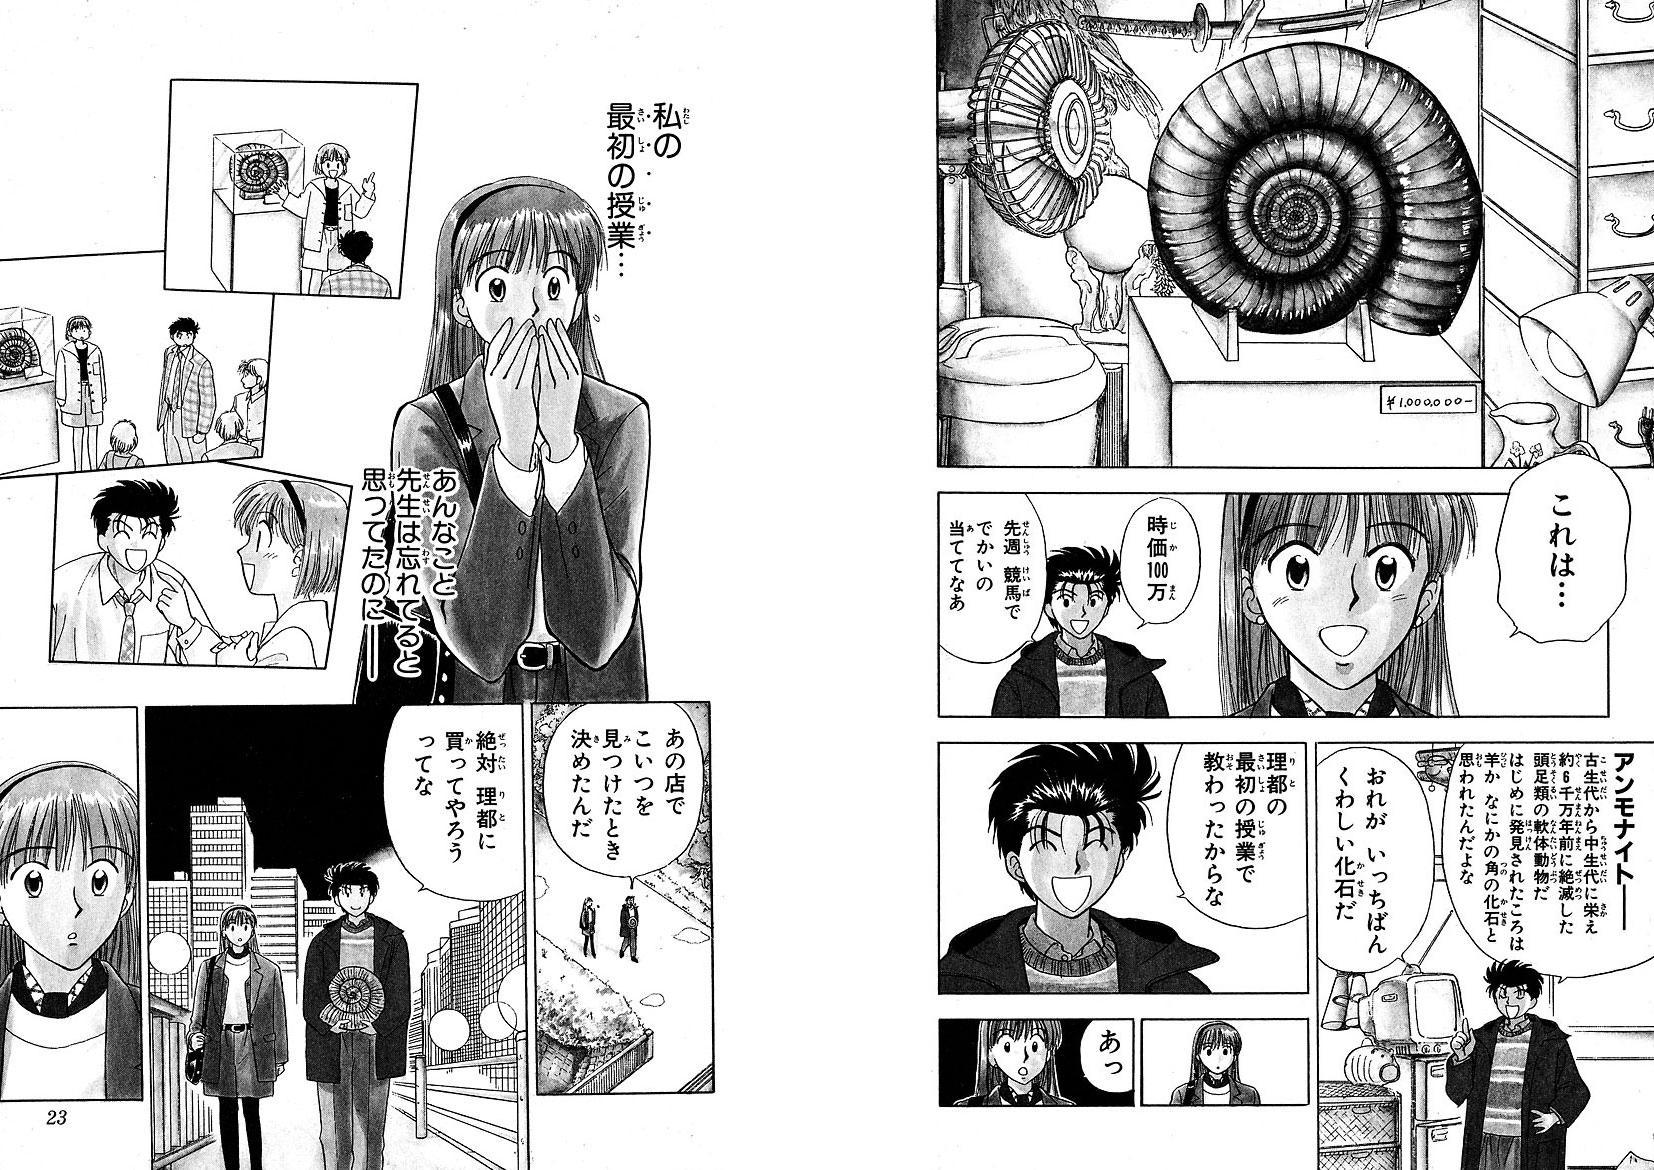 ¥1,000,000-
これは…
時価100万
先週 競馬で
でかいの
当ててなあ
アンモナイト――
古生代から中生代に栄え
約6千万年前に絶滅した
頭足類の軟体動物だ
はじめに発見されたころは
羊か なにかの角の化石と
思われたんだよな
おれが いっちばん
くわしい化石だ
理都の
最初の授業で
教わったからな
あっ
私の
最初の授業…
あんなこと
先生は忘れてると
思ってたのに――
あの店で
こいつを
見つけたとき
決めたんだ
絶対 理都に
買ってやろう
ってな
23